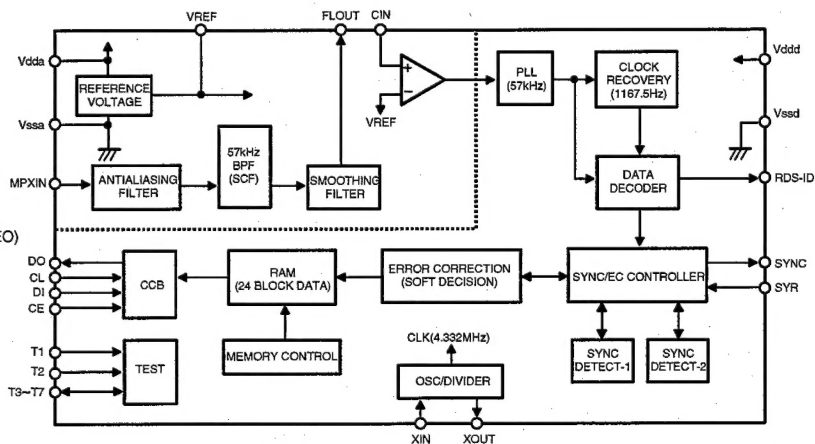 VREF
FLOUT
CIN
Vdda
REFERENCE
VOLTAGE
Vssa
+
−
VREF
PLL
(57kHz)
CLOCK
RECOVERY
(1167.5Hz)
Vddd
Vssd
MPXIN
ANTIALIASING
FILTER
57kHz
BPF
(SCF)
SMOOTHING
FILTER
DATA
DECODER
RDS-ID
EO)
DO
CL
DI
CE
CCB
RAM
(24 BLOCK DATA)
ERROR CORRECTION
(SOFT DECISION)
SYNC/EC CONTROLLER
SYNC
SYR
MEMORY CONTROL
CLK(4.332MHz)
OSC/DIVIDER
SYNC
DETECT-1
SYNC
DETECT-2
T1
T2
T3~T7
TEST
XIN
XOUT